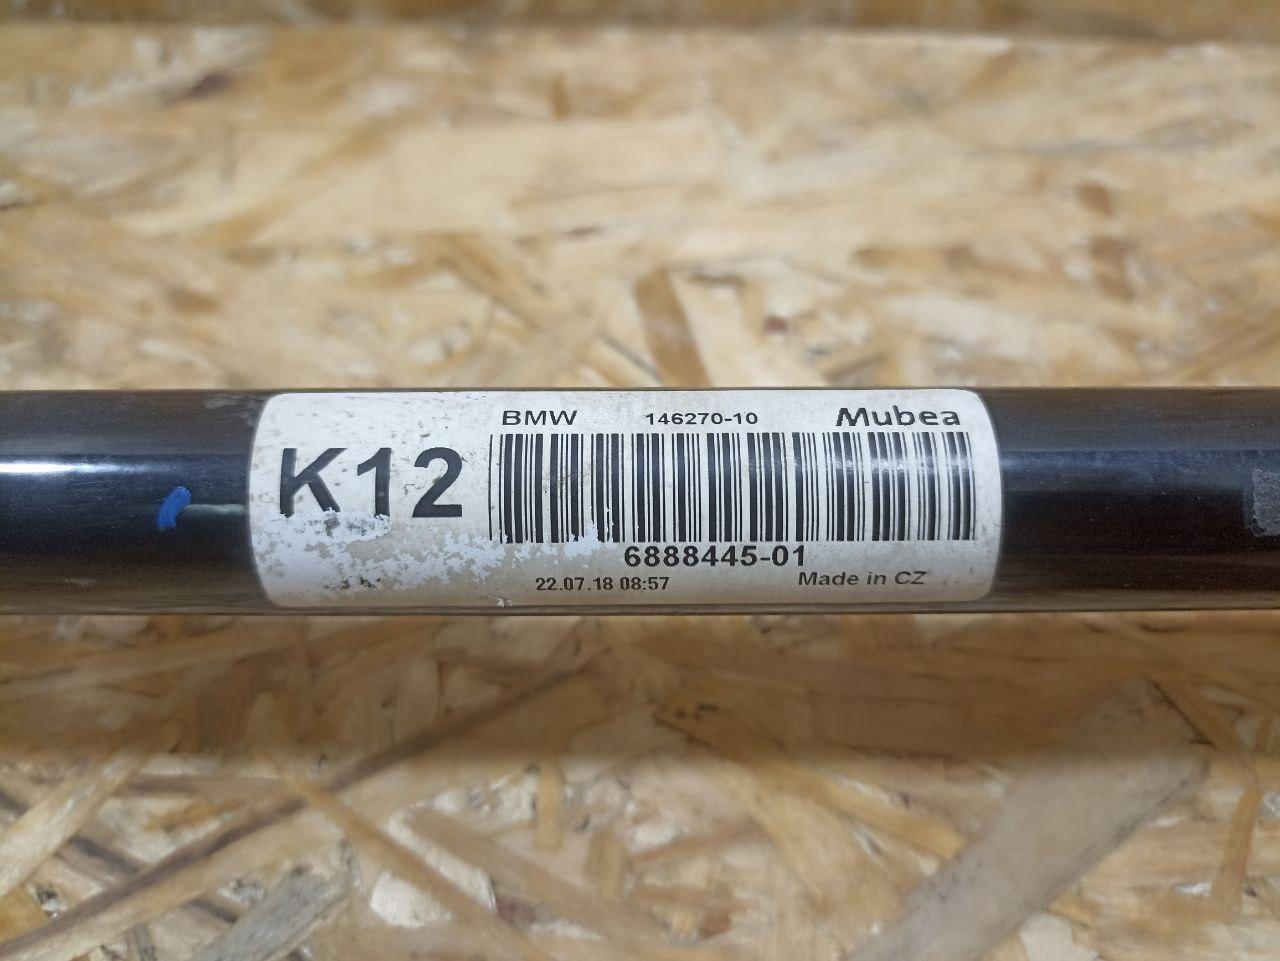 BMW 146270-10 Mubea
K12
6888445-01
22.07.18 08:57 Made in CZ